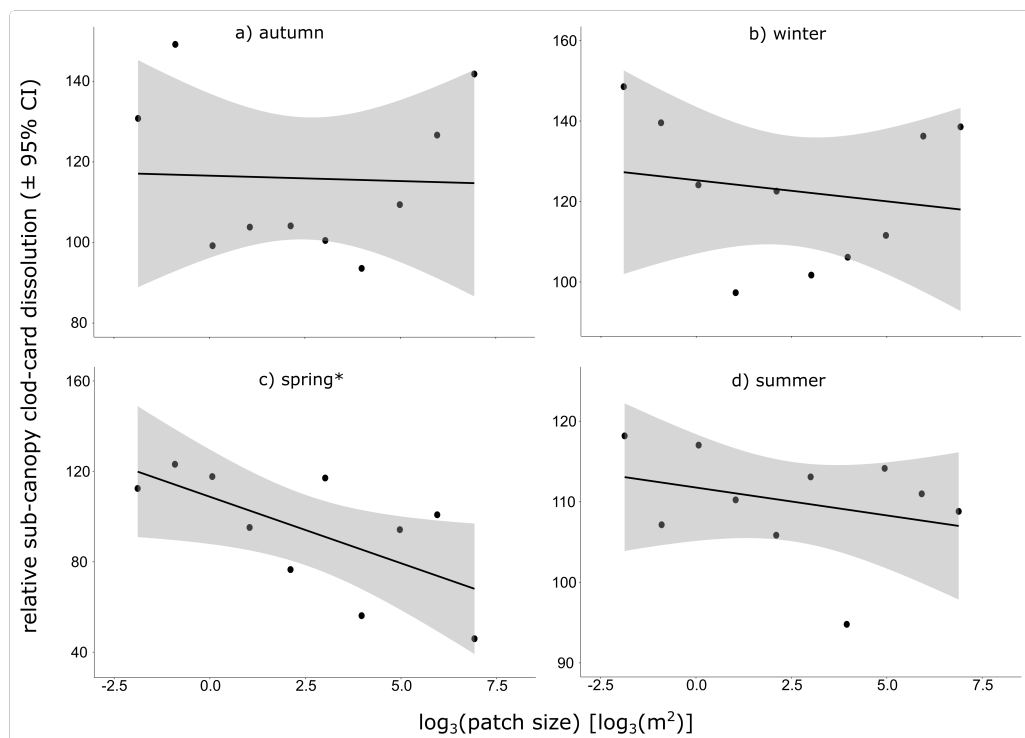 relative sub-canopy clod-card dissolution (± 95% CI)
a) autumn
140
120
100
80
b) winter
160
140
120
100
c) spring*
160
120
80
40
-2.5 0.0 2.5 5.0 7.5
d) summer
120
110
100
90
-2.5 0.0 2.5 5.0 7.5
log₃(patch size) [log₃(m²)]